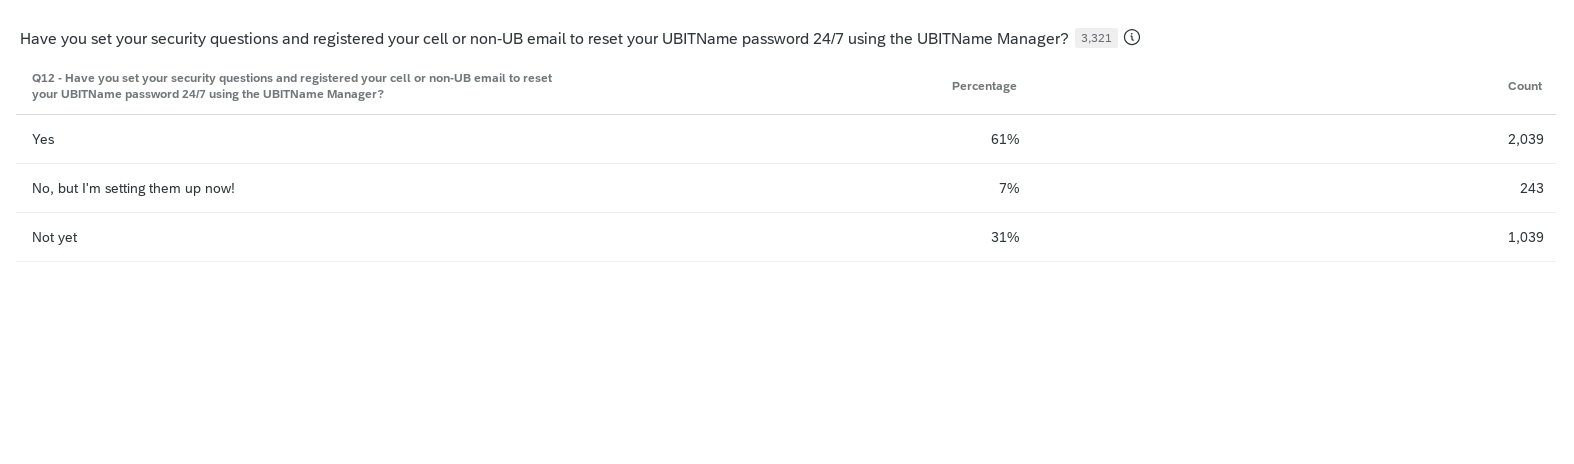 Have you set your security questions and registered your cell or non-UB email to reset your UBITName password 24/7 using the UBITName Manager? 3,321
Q12 - Have you set your security questions and registered your cell or non-UB email to reset
your UBITName password 24/7 using the UBITName Manager? Percentage Count
Yes 61% 2,039
No, but I'm setting them up now! 7% 243
Not yet 31% 1,039